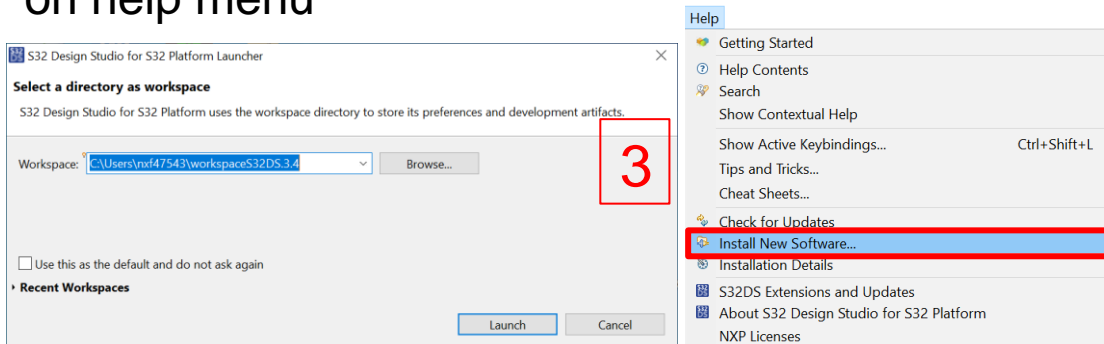 on help menu
S32 Design Studio for S32 Platform Launcher
Select a directory as workspace
S32 Design Studio for S32 Platform uses the workspace directory to store its preferences and development artifacts.
Workspace: C:\Users\nxf47543\workspaceS32DS.3.4 Browse...
3
Use this as the default and do not ask again
Recent Workspaces
Launch Cancel
Help
Getting Started
Help Contents
Search
Show Contextual Help
Show Active Keybindings... Ctrl+Shift+L
Tips and Tricks...
Cheat Sheets...
Check for Updates
Install New Software...
Installation Details
S32DS Extensions and Updates
About S32 Design Studio for S32 Platform
NXP Licenses